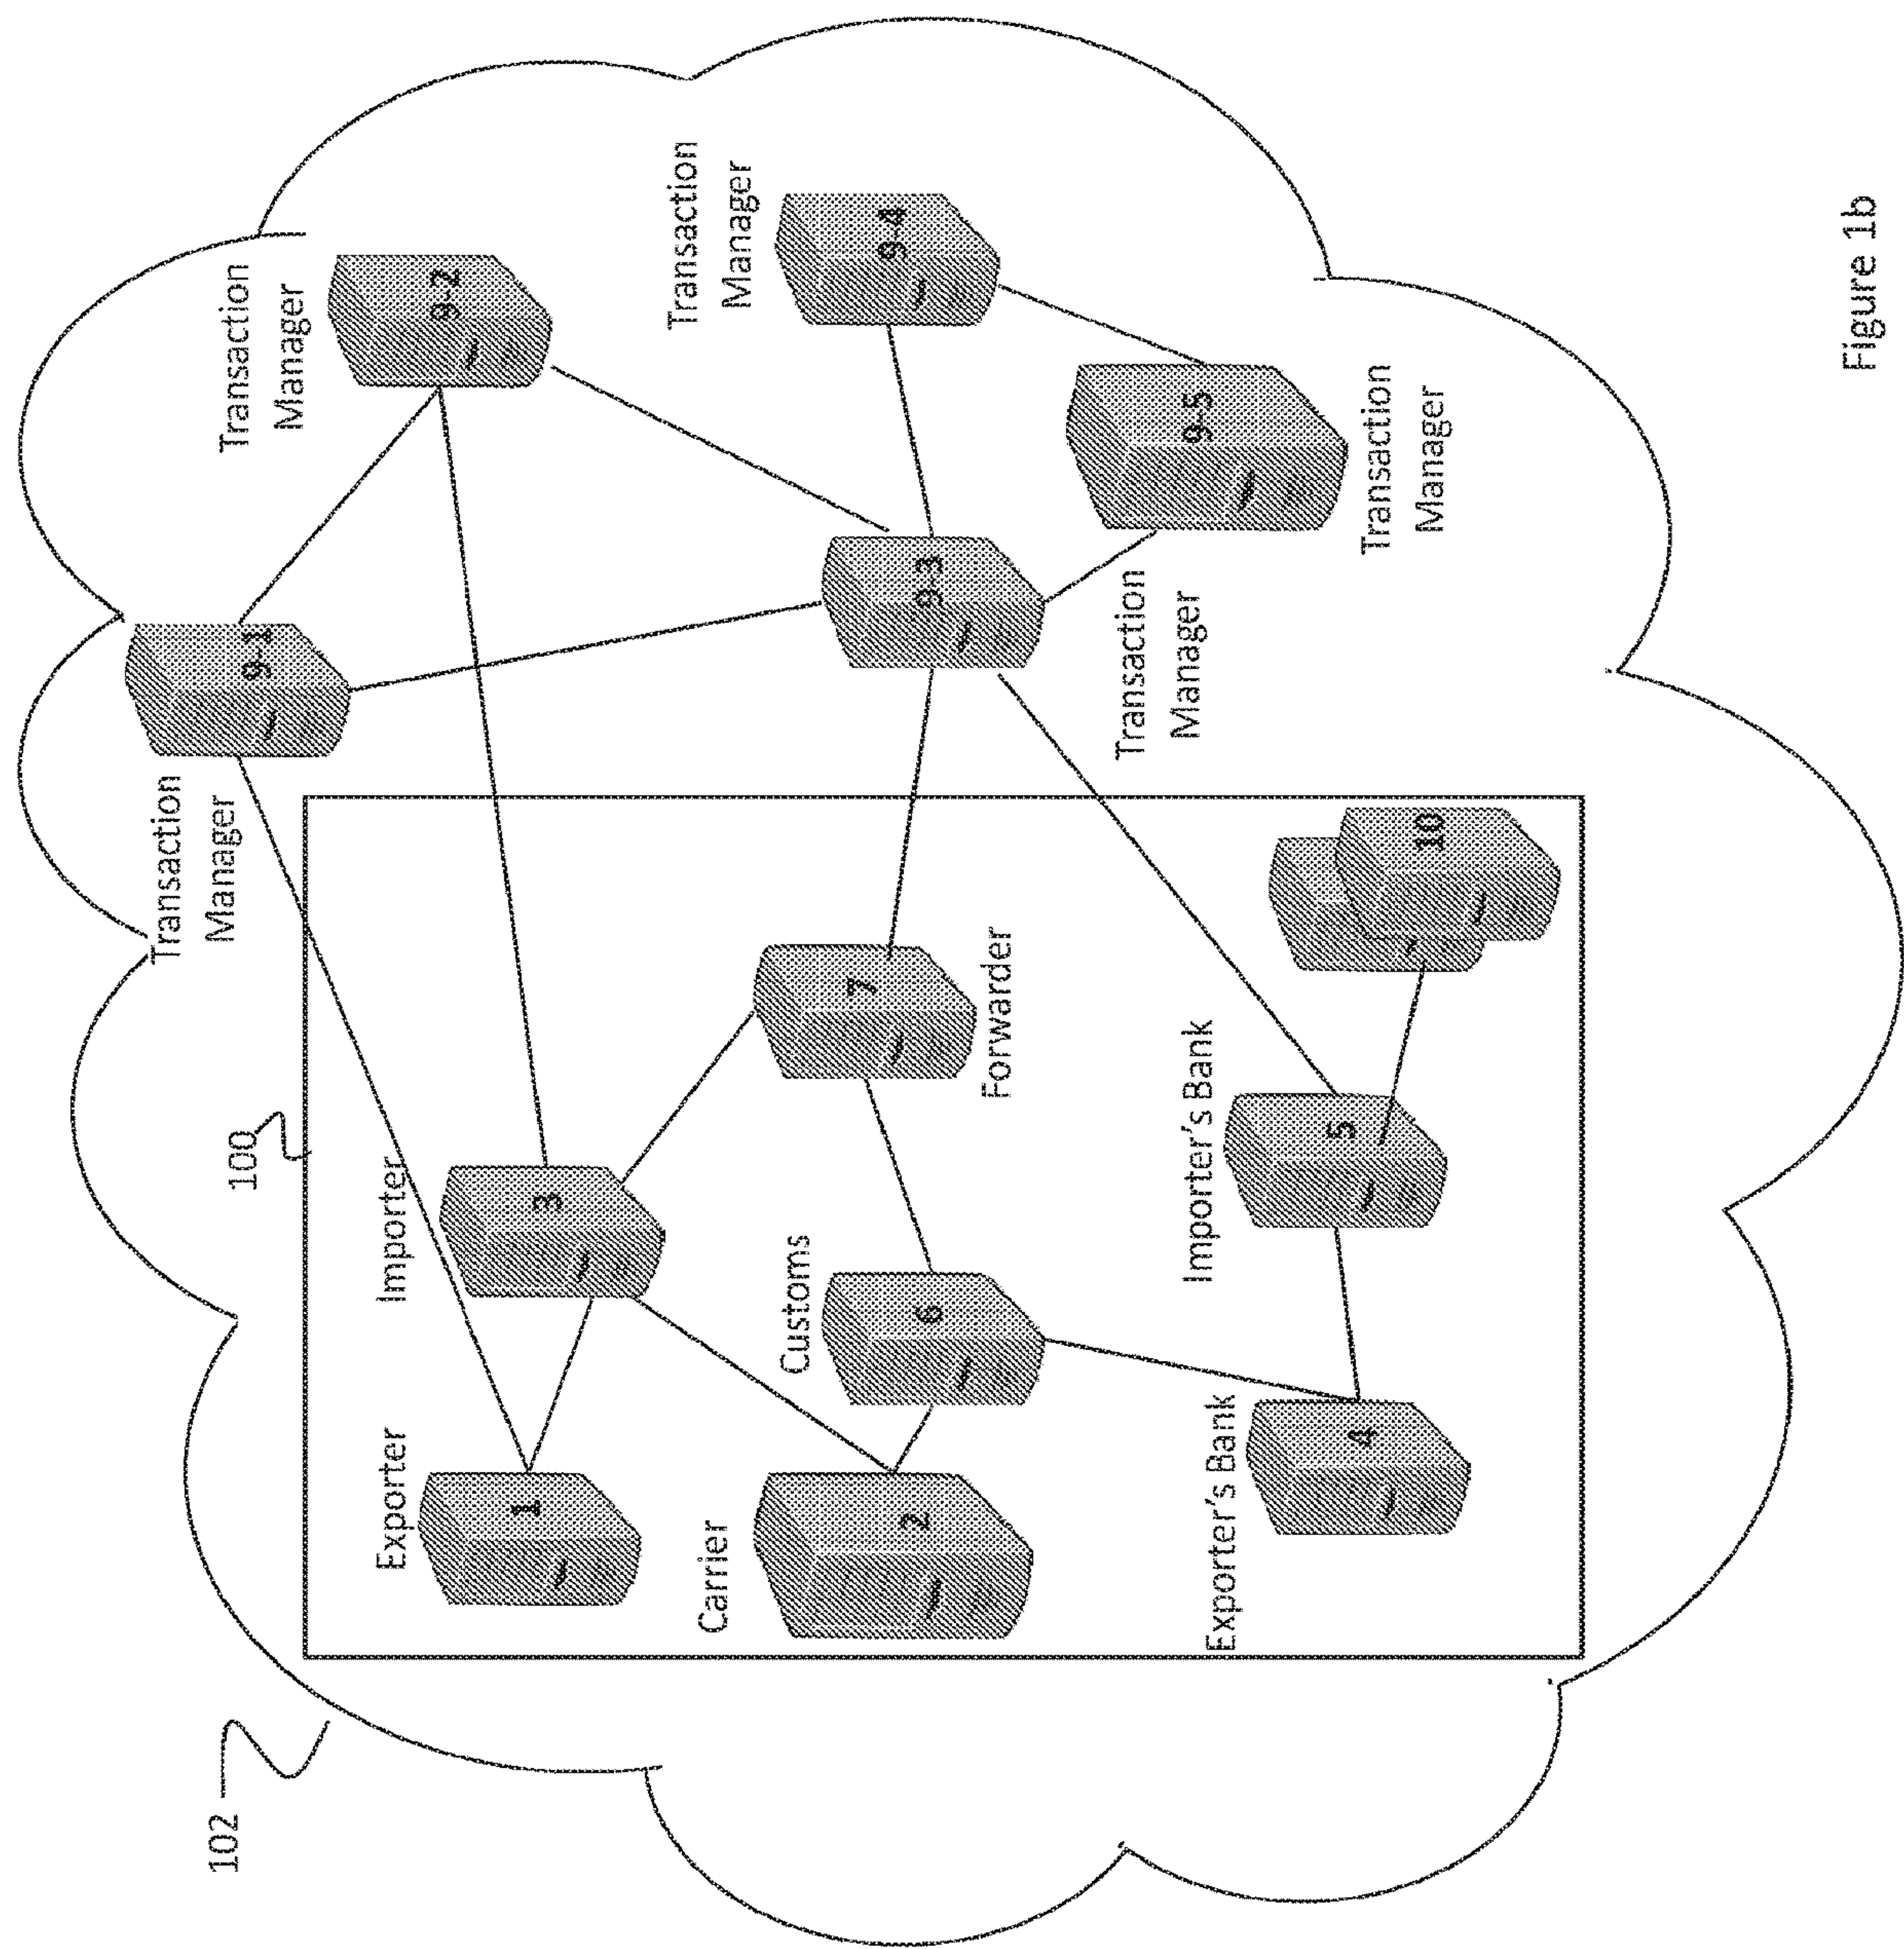 102
100
Transaction
Manager
9-1
Transaction
Manager
9-2
Exporter
1
Importer
3
Carrier
2
Customs
6
Forwarder
7
Transaction
Manager
9-3
Transaction
Manager
9-4
Exporter's Bank
4
Importer's Bank
5
10
9-5
Transaction
Manager
Figure 1b